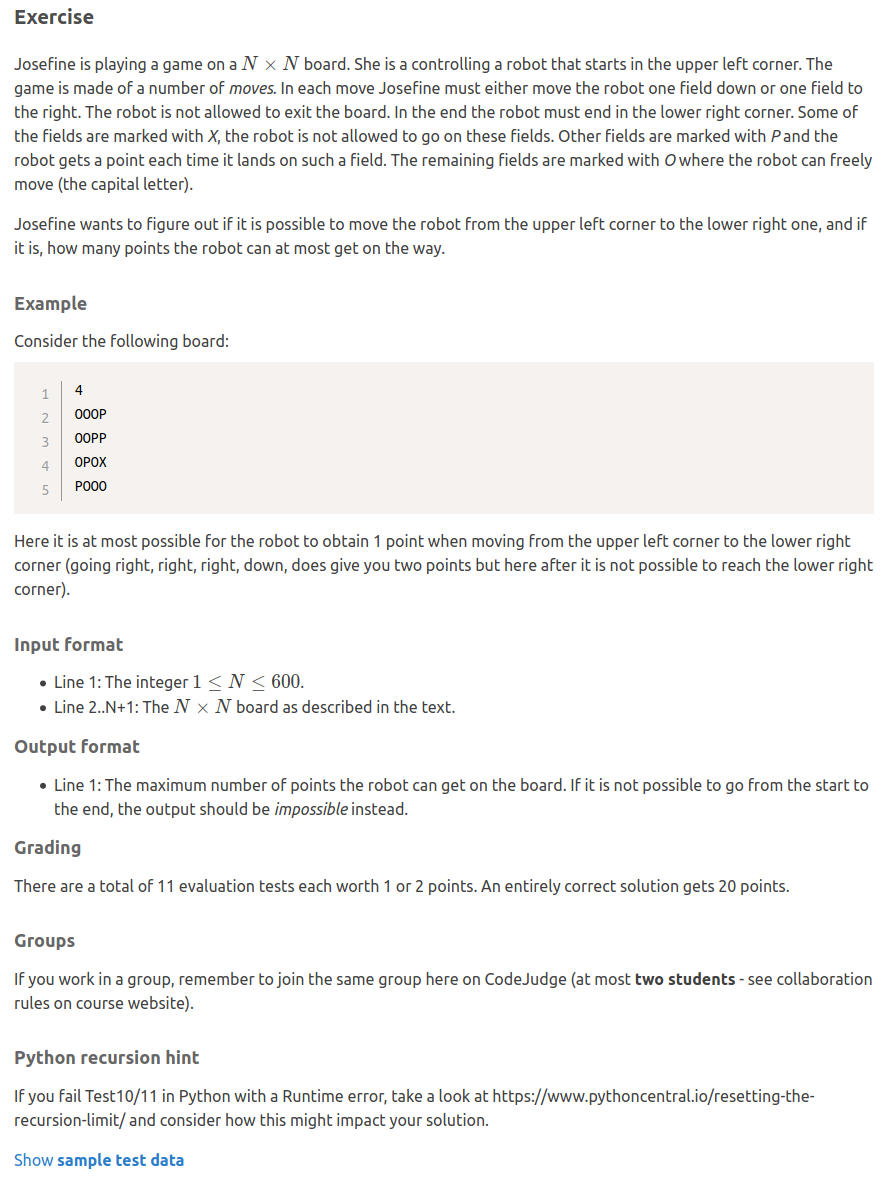 Exercise
Josefine is playing a game on a N × N board. She is a controlling a robot that starts in the upper left corner. The
game is made of a number of moves. In each move Josefine must either move the robot one field down or one field to
the right. The robot is not allowed to exit the board. In the end the robot must end in the lower right corner. Some of
the fields are marked with X, the robot is not allowed to go on these fields. Other fields are marked with P and the
robot gets a point each time it lands on such a field. The remaining fields are marked with O where the robot can freely
move (the capital letter).
Josefine wants to figure out if it is possible to move the robot from the upper left corner to the lower right one, and if
it is, how many points the robot can at most get on the way.
Example
Consider the following board:
1 4
2 OOOP
3 OOPP
4 OPOX
5 POOO
Here it is at most possible for the robot to obtain 1 point when moving from the upper left corner to the lower right
corner (going right, right, right, down, does give you two points but here after it is not possible to reach the lower right
corner).
Input format
• Line 1: The integer 1 ≤ N ≤ 600.
• Line 2..N+1: The N × N board as described in the text.
Output format
• Line 1: The maximum number of points the robot can get on the board. If it is not possible to go from the start to
the end, the output should be impossible instead.
Grading
There are a total of 11 evaluation tests each worth 1 or 2 points. An entirely correct solution gets 20 points.
Groups
If you work in a group, remember to join the same group here on CodeJudge (at most two students - see collaboration
rules on course website).
Python recursion hint
If you fail Test10/11 in Python with a Runtime error, take a look at https://www.pythoncentral.io/resetting-the-
recursion-limit/ and consider how this might impact your solution.
Show sample test data